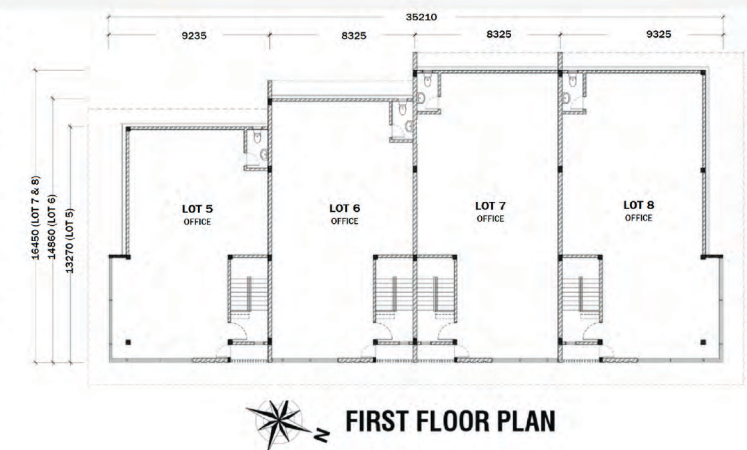 35210
9235
8325
8325
9325
16450 (LOT 7 & 8)
14860 (LOT 6)
13270 (LOT 5)
LOT 5
OFFICE
LOT 6
OFFICE
LOT 7
OFFICE
LOT 8
OFFICE
N
FIRST FLOOR PLAN